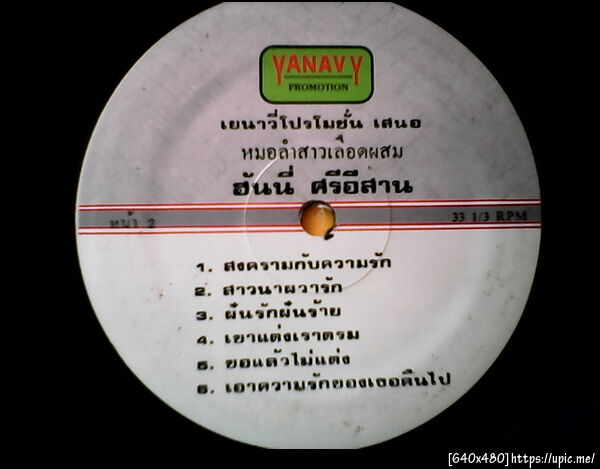 YANAVY
PROMOTION
เยนาวี่โปรโมชั่น เสนอ
หมอลำสาวเลือดผสม
ฮันนี่ ศรีอีสาน
หน้า 2
33 1/3 RPM
1. สงครามกับความรัก
2. สาวนาผวารัก
3. ฝันรักฝันร้าย
4. เขาแต่งเราตรม
5. ขอแล้วไม่แต่ง
6. เอาความรักของเธอคืนไป
[640x480]https://upic.me/